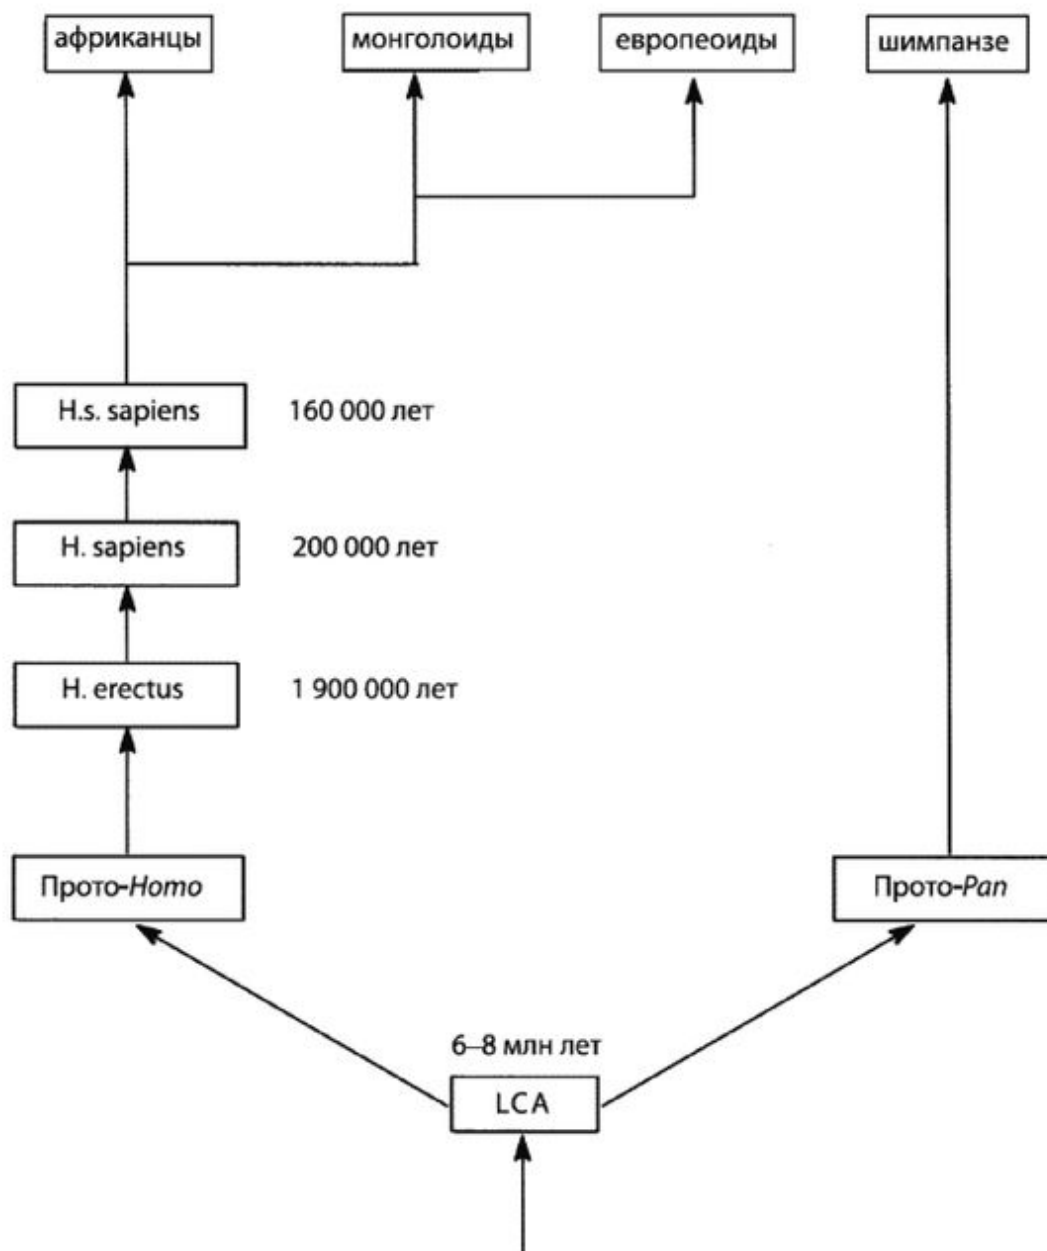 африканцы
монголоиды
европеоиды
шимпанзе
H.s. sapiens
160 000 лет
H. sapiens
200 000 лет
H. erectus
1 900 000 лет
Прото-Homo
Прото-Pan
6–8 млн лет
LCA